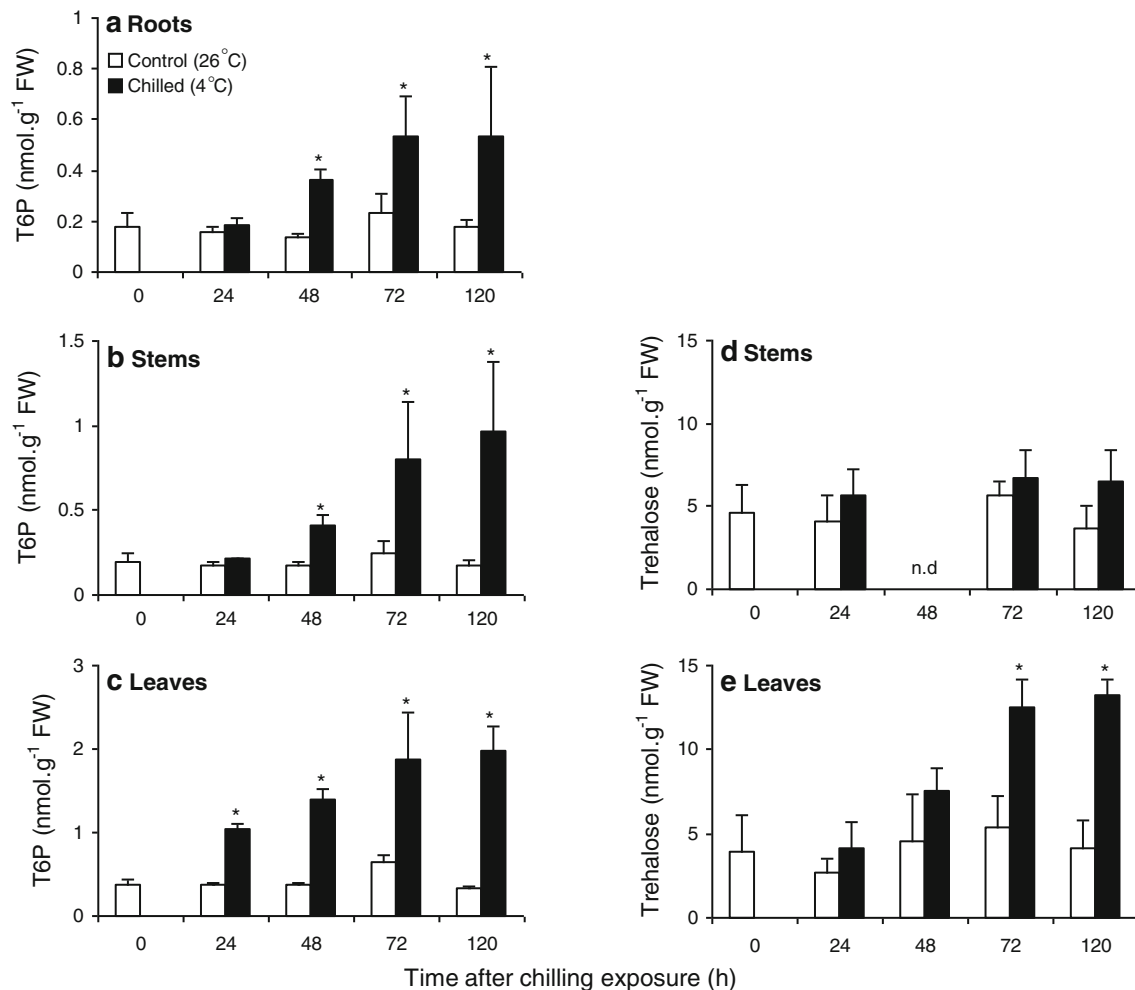 a Roots
Control (26°C)
Chilled (4°C)
T6P (nmol.g⁻¹ FW)
1
0.8
0.6
0.4
0.2
0
* * *
0 24 48 72 120
b Stems
T6P (nmol.g⁻¹ FW)
1.5
1
0.5
0
* * *
0 24 48 72 120
d Stems
Trehalose (nmol.g⁻¹ FW)
15
10
5
0
n.d
0 24 48 72 120
c Leaves
T6P (nmol.g⁻¹ FW)
3
2
1
0
* * * *
0 24 48 72 120
e Leaves
Trehalose (nmol.g⁻¹ FW)
15
10
5
0
* *
0 24 48 72 120
Time after chilling exposure (h)